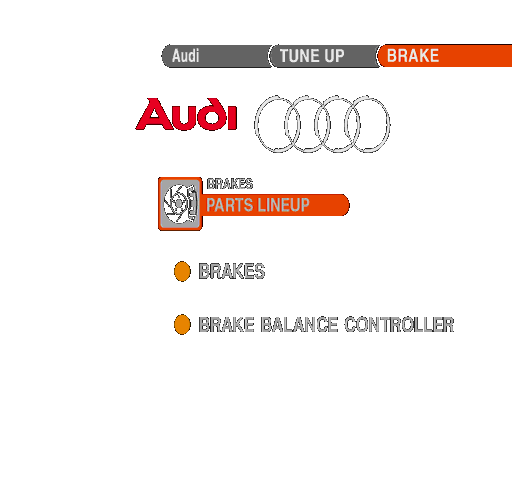 Audi TUNE UP BRAKE
Audi
BRAKES
PARTS LINEUP
BRAKES
BRAKE BALANCE CONTROLLER